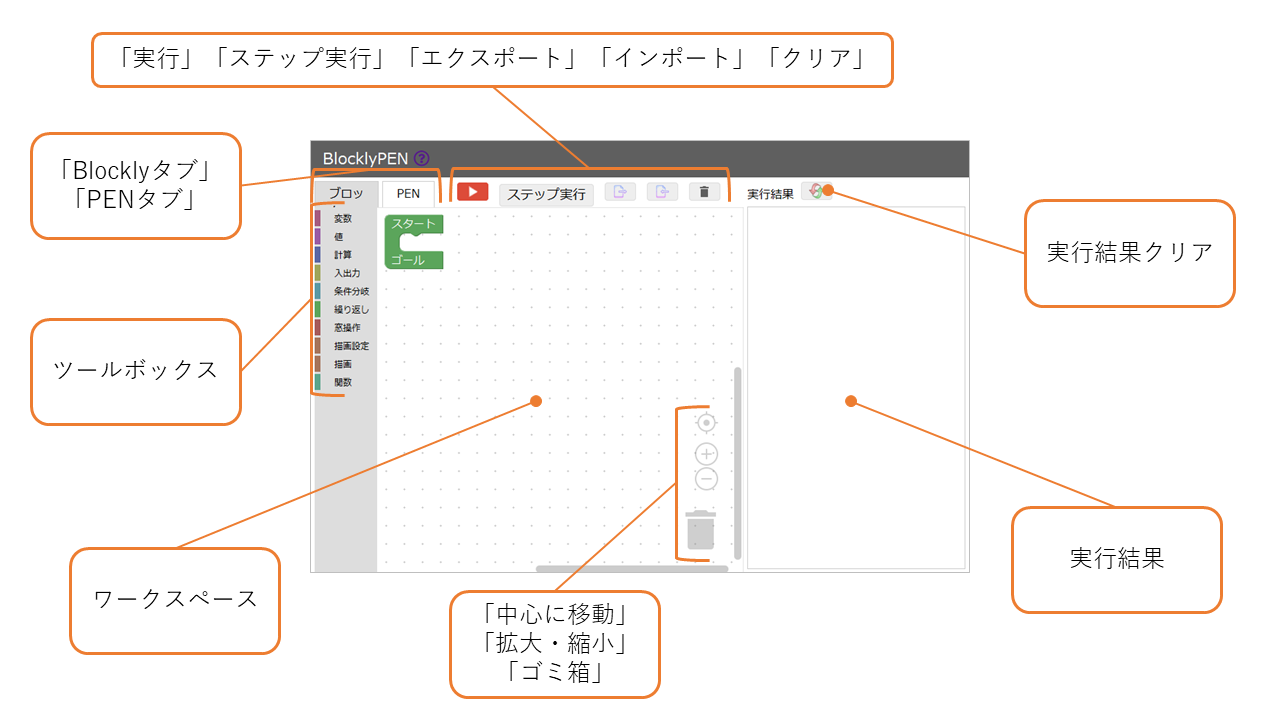 「実行」「ステップ実行」「エクスポート」「インポート」「クリア」
「Blocklyタブ」
「PENタブ」
BlocklyPEN ?
ブロッ
PEN
ステップ実行
実行結果
変数
値
計算
入出力
条件分岐
繰り返し
窓操作
描画設定
描画
関数
スタート
ゴール
実行結果クリア
ツールボックス
ワークスペース
「中心に移動」
「拡大・縮小」
「ゴミ箱」
実行結果